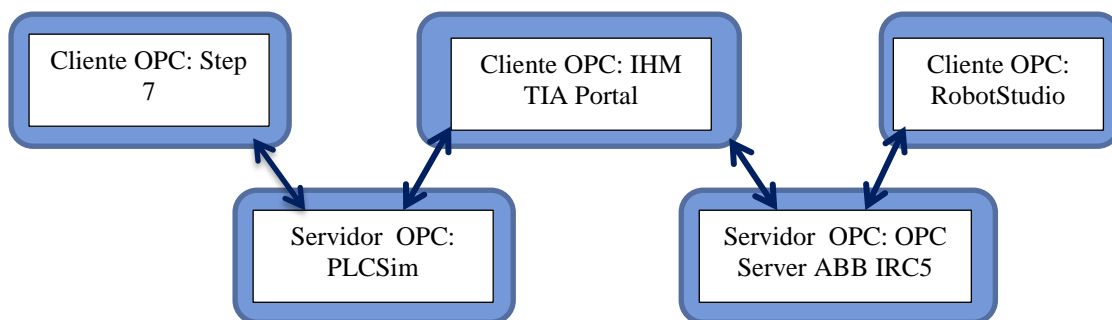 Cliente OPC: Step
7
Cliente OPC: IHM
TIA Portal
Cliente OPC:
RobotStudio
Servidor  OPC:
PLCSim
Servidor  OPC: OPC
Server ABB IRC5